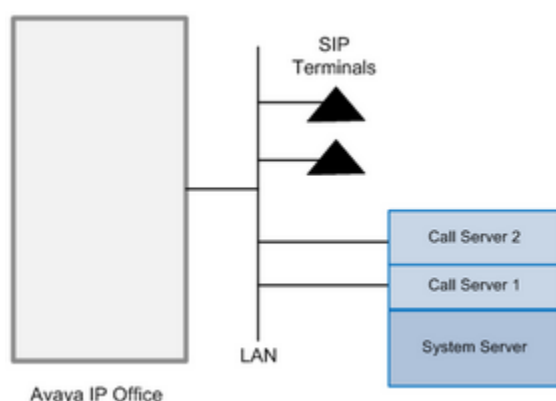 SIP
Terminals
Call Server 2
Call Server 1
System Server
LAN
Avaya IP Office